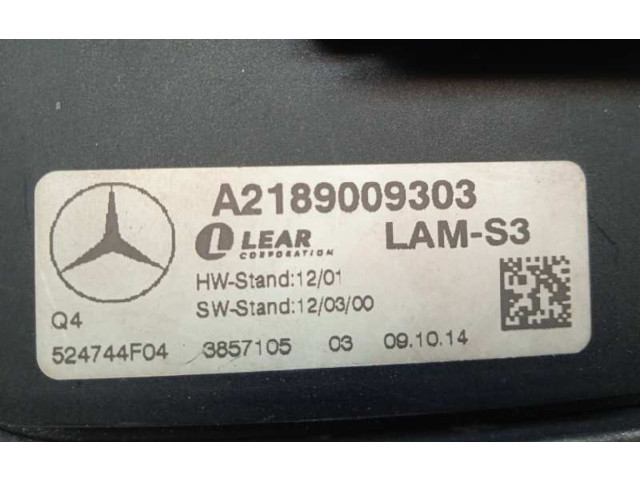 A2189009303
LEAR LAM-S3
CORPORATION
HW-Stand:12/01
SW-Stand:12/03/00
Q4
524744F04 3857105 03 09.10.14